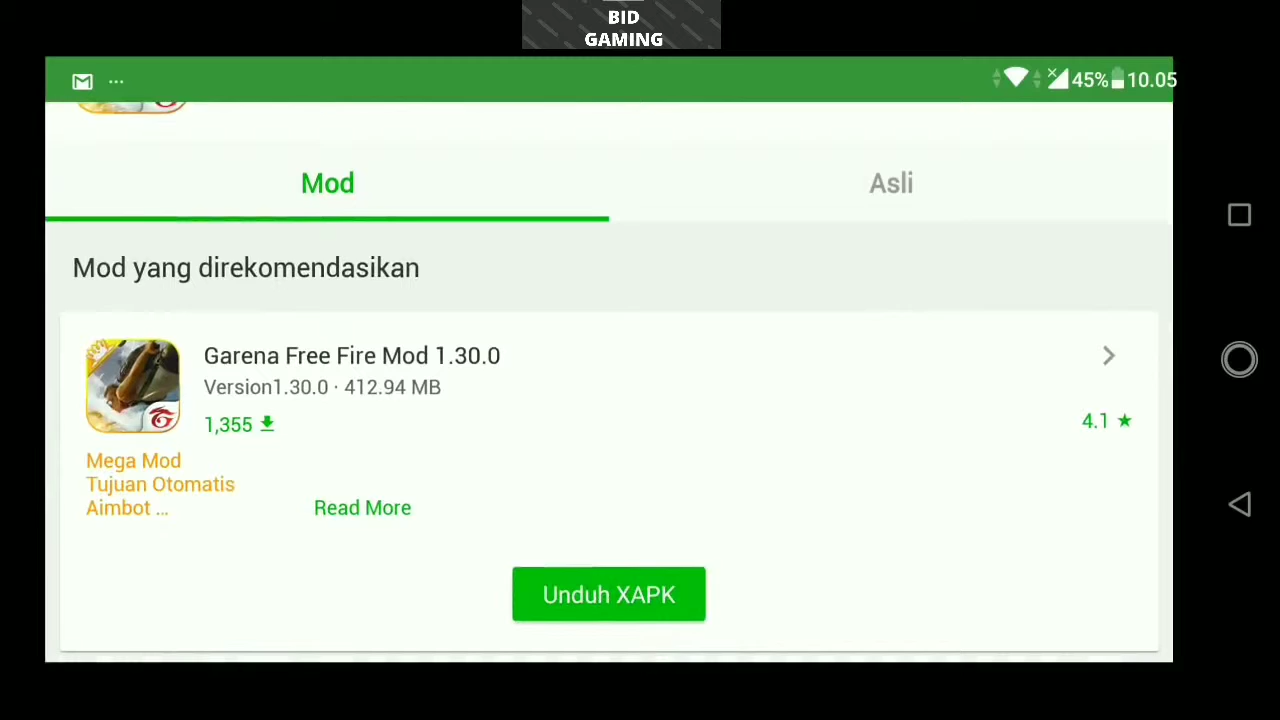 BID
GAMING
... 45% 10.05
Mod Asli
Mod yang direkomendasikan
Garena Free Fire Mod 1.30.0
Version1.30.0 · 412.94 MB
1,355 4.1 ★
Mega Mod
Tujuan Otomatis
Aimbot ... Read More
Unduh XAPK